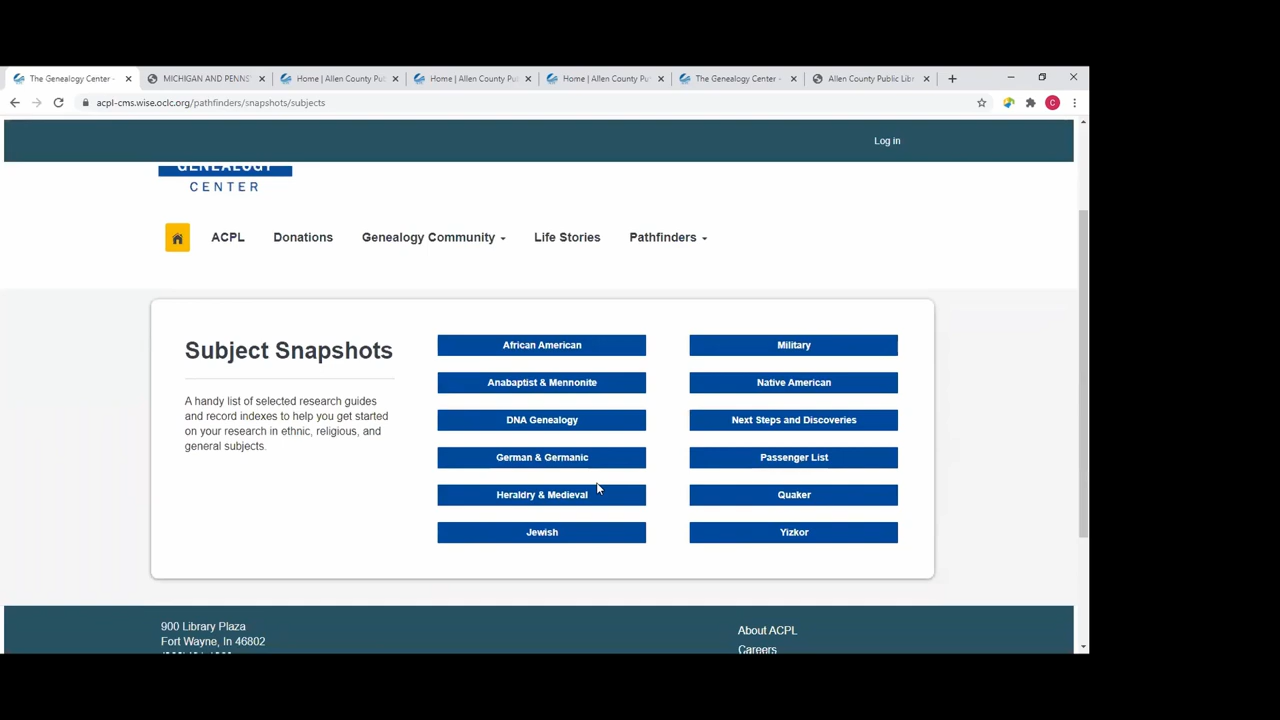 The Genealogy Center -
MICHIGAN AND PENNS
Home | Allen County Pub
Home | Allen County Pub
Home | Allen County Pu
The Genealogy Center -
Allen County Public Libr
acpl-cms.wise.oclc.org/pathfinders/snapshots/subjects
C
Log in
GENEALOGY
CENTER
ACPL
Donations
Genealogy Community
Life Stories
Pathfinders
Subject Snapshots
A handy list of selected research guides
and record indexes to help you get started
on your research in ethnic, religious, and
general subjects.
African American
Anabaptist & Mennonite
DNA Genealogy
German & Germanic
Heraldry & Medieval
Jewish
Military
Native American
Next Steps and Discoveries
Passenger List
Quaker
Yizkor
900 Library Plaza
Fort Wayne, In 46802
About ACPL
Careers